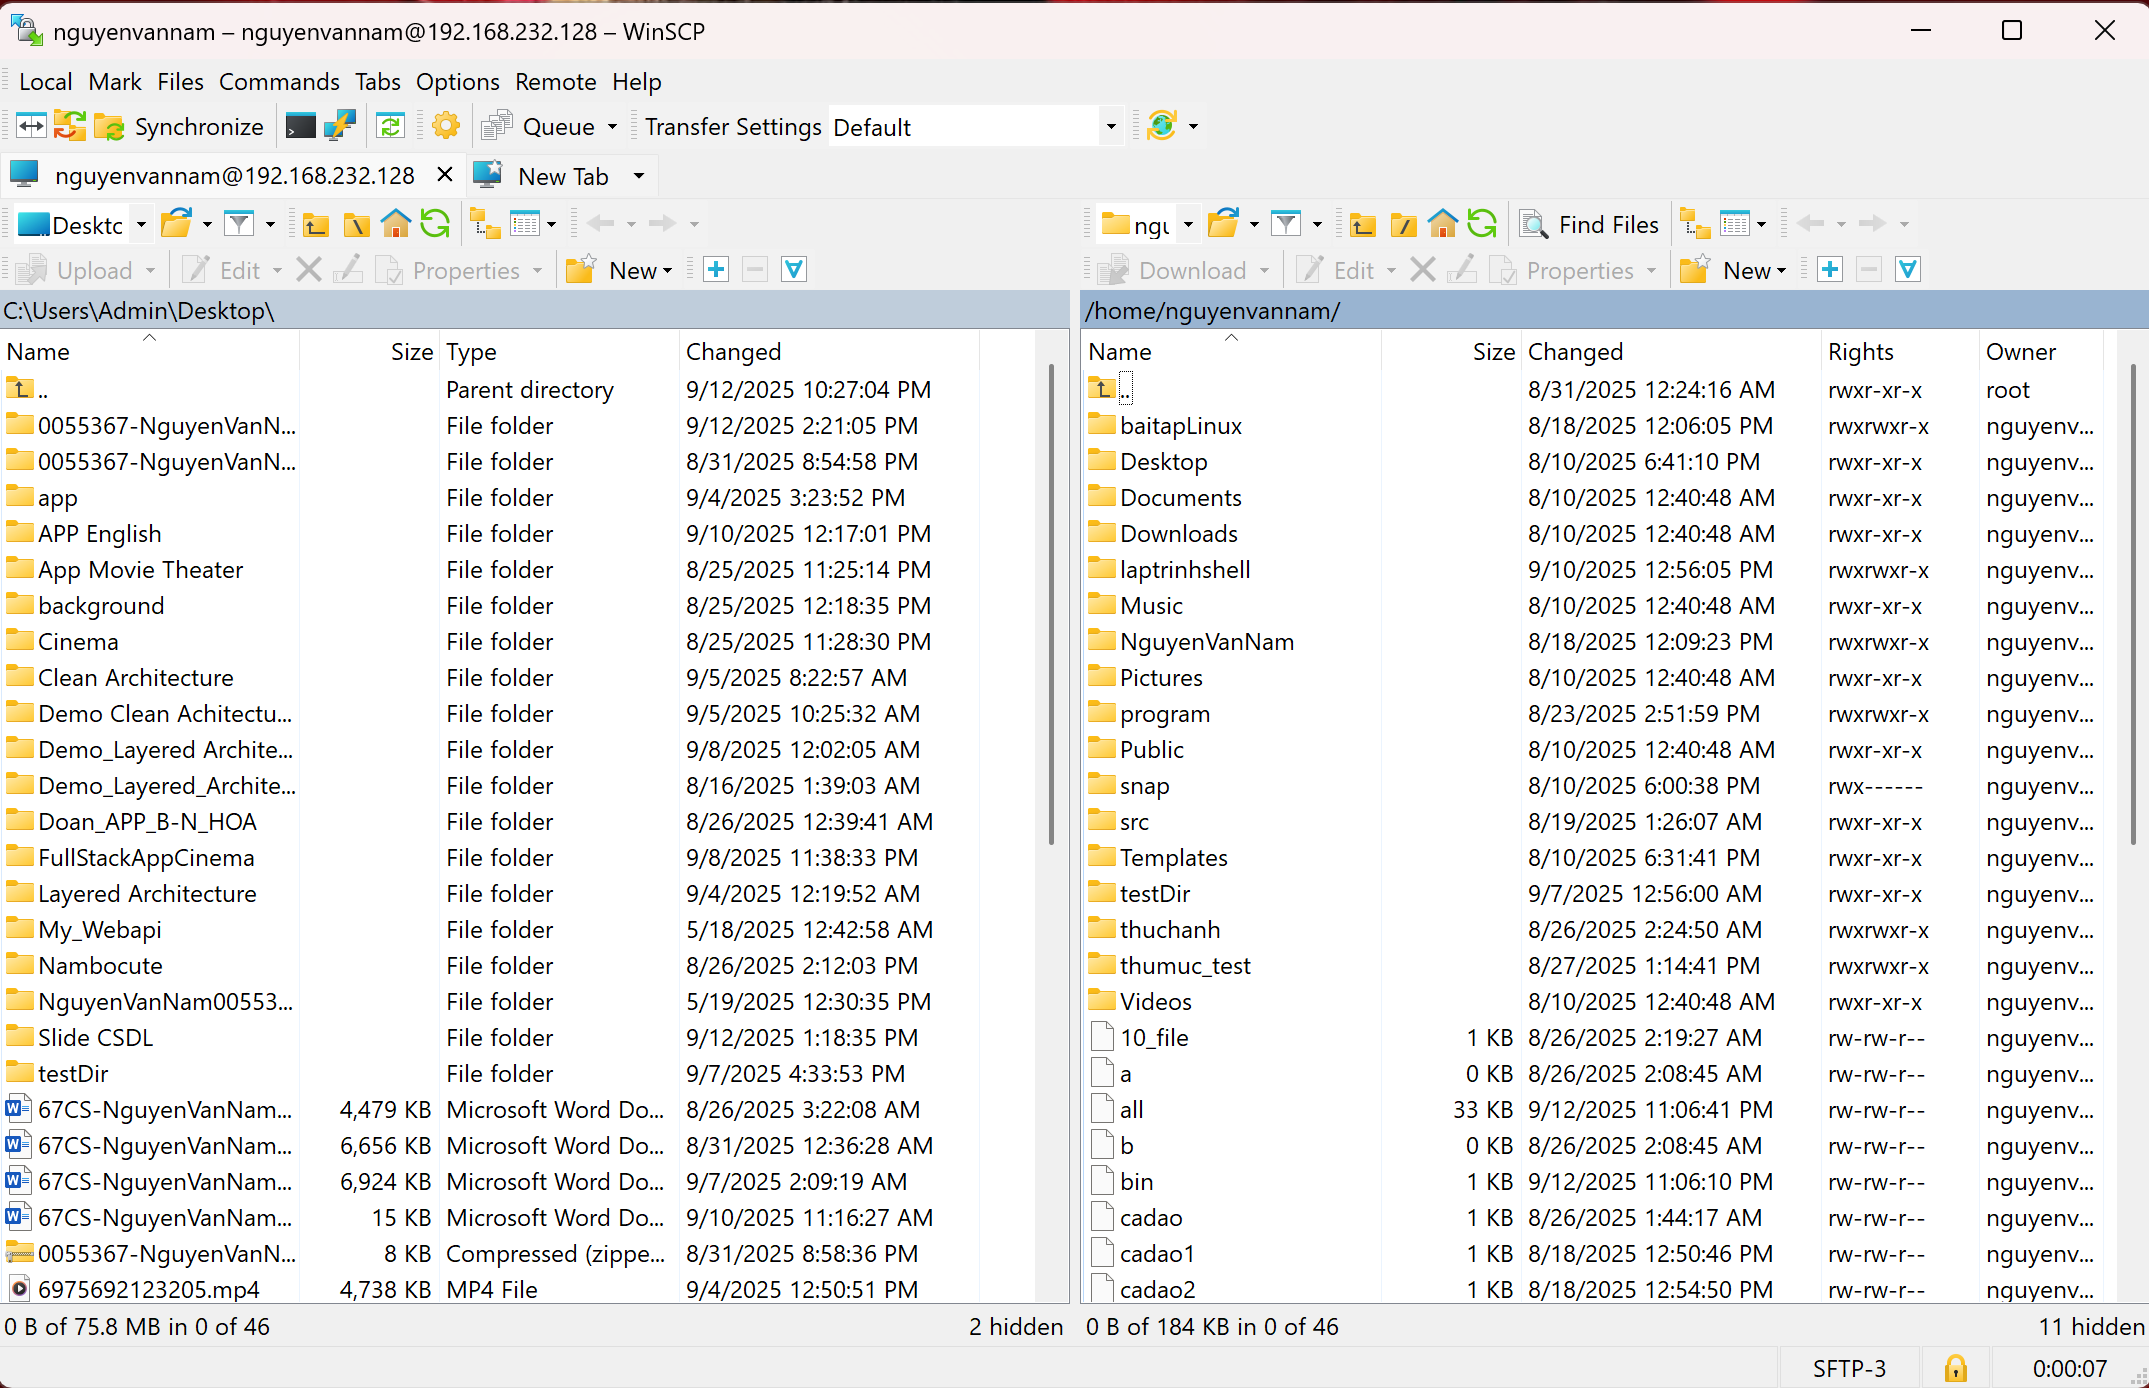 nguyenvannam – nguyenvannam@192.168.232.128 – WinSCP
Local Mark Files Commands Tabs Options Remote Help
Synchronize Queue Transfer Settings Default
nguyenvannam@192.168.232.128 New Tab
Desktc
Upload Edit Properties New
C:\Users\Admin\Desktop\
Name Size Type Changed
.. Parent directory 9/12/2025 10:27:04 PM
0055367-NguyenVanN... File folder 9/12/2025 2:21:05 PM
0055367-NguyenVanN... File folder 8/31/2025 8:54:58 PM
app File folder 9/4/2025 3:23:52 PM
APP English File folder 9/10/2025 12:17:01 PM
App Movie Theater File folder 8/25/2025 11:25:14 PM
background File folder 8/25/2025 12:18:35 PM
Cinema File folder 8/25/2025 11:28:30 PM
Clean Architecture File folder 9/5/2025 8:22:57 AM
Demo Clean Achitectu... File folder 9/5/2025 10:25:32 AM
Demo_Layered Archite... File folder 9/8/2025 12:02:05 AM
Demo_Layered_Archite... File folder 8/16/2025 1:39:03 AM
Doan_APP_B-N_HOA File folder 8/26/2025 12:39:41 AM
FullStackAppCinema File folder 9/8/2025 11:38:33 PM
Layered Architecture File folder 9/4/2025 12:19:52 AM
My_Webapi File folder 5/18/2025 12:42:58 AM
Nambocute File folder 8/26/2025 2:12:03 PM
NguyenVanNam00553... File folder 5/19/2025 12:30:35 PM
Slide CSDL File folder 9/12/2025 1:18:35 PM
testDir File folder 9/7/2025 4:33:53 PM
67CS-NguyenVanNam... 4,479 KB Microsoft Word Do... 8/26/2025 3:22:08 AM
67CS-NguyenVanNam... 6,656 KB Microsoft Word Do... 8/31/2025 12:36:28 AM
67CS-NguyenVanNam... 6,924 KB Microsoft Word Do... 9/7/2025 2:09:19 AM
67CS-NguyenVanNam... 15 KB Microsoft Word Do... 9/10/2025 11:16:27 AM
0055367-NguyenVanN... 8 KB Compressed (zippe... 8/31/2025 8:58:36 PM
6975692123205.mp4 4,738 KB MP4 File 9/4/2025 12:50:51 PM
0 B of 75.8 MB in 0 of 46 2 hidden
ngu Find Files
Download Edit Properties New
/home/nguyenvannam/
Name Size Changed Rights Owner
.. 8/31/2025 12:24:16 AM rwxr-xr-x root
baitapLinux 8/18/2025 12:06:05 PM rwxrwxr-x nguyenv...
Desktop 8/10/2025 6:41:10 PM rwxr-xr-x nguyenv...
Documents 8/10/2025 12:40:48 AM rwxr-xr-x nguyenv...
Downloads 8/10/2025 12:40:48 AM rwxr-xr-x nguyenv...
laptrinhshell 9/10/2025 12:56:05 PM rwxrwxr-x nguyenv...
Music 8/10/2025 12:40:48 AM rwxr-xr-x nguyenv...
NguyenVanNam 8/18/2025 12:09:23 PM rwxrwxr-x nguyenv...
Pictures 8/10/2025 12:40:48 AM rwxr-xr-x nguyenv...
program 8/23/2025 2:51:59 PM rwxrwxr-x nguyenv...
Public 8/10/2025 12:40:48 AM rwxr-xr-x nguyenv...
snap 8/10/2025 6:00:38 PM rwx------ nguyenv...
src 8/19/2025 1:26:07 AM rwxr-xr-x nguyenv...
Templates 8/10/2025 6:31:41 PM rwxr-xr-x nguyenv...
testDir 9/7/2025 12:56:00 AM rwxr-xr-x nguyenv...
thuchanh 8/26/2025 2:24:50 AM rwxrwxr-x nguyenv...
thumuc_test 8/27/2025 1:14:41 PM rwxrwxr-x nguyenv...
Videos 8/10/2025 12:40:48 AM rwxr-xr-x nguyenv...
10_file 1 KB 8/26/2025 2:19:27 AM rw-rw-r-- nguyenv...
a 0 KB 8/26/2025 2:08:45 AM rw-rw-r-- nguyenv...
all 33 KB 9/12/2025 11:06:41 PM rw-rw-r-- nguyenv...
b 0 KB 8/26/2025 2:08:45 AM rw-rw-r-- nguyenv...
bin 1 KB 9/12/2025 11:06:10 PM rw-rw-r-- nguyenv...
cadao 1 KB 8/26/2025 1:44:17 AM rw-rw-r-- nguyenv...
cadao1 1 KB 8/18/2025 12:50:46 PM rw-rw-r-- nguyenv...
cadao2 1 KB 8/18/2025 12:54:50 PM rw-rw-r-- nguyenv...
0 B of 184 KB in 0 of 46 11 hidden
SFTP-3 0:00:07